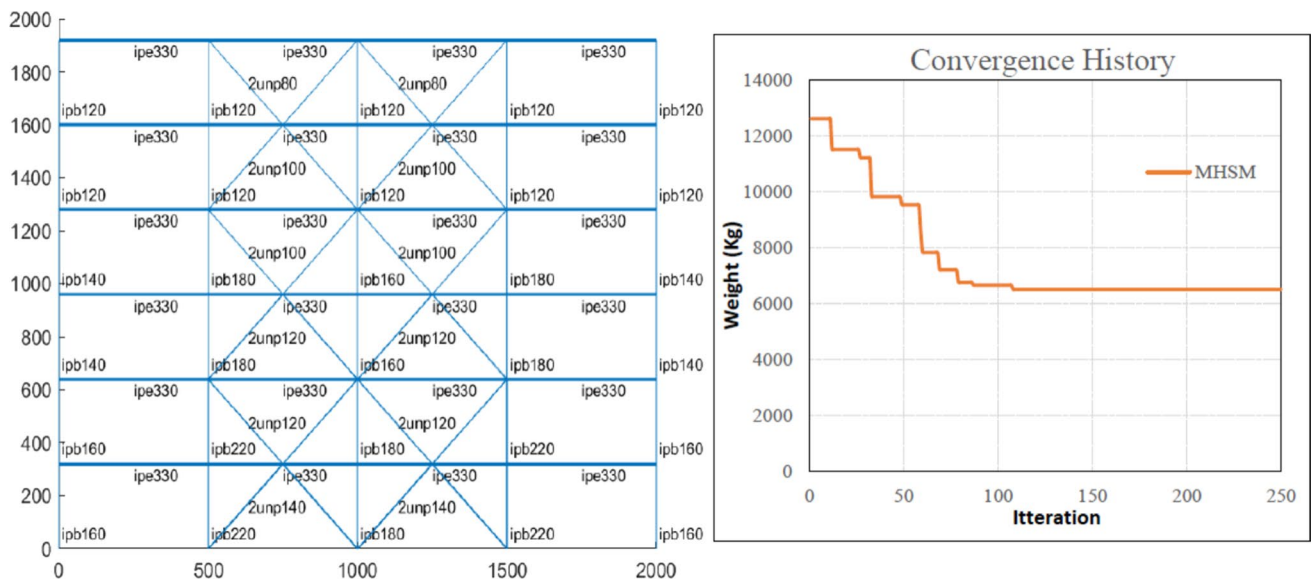 2000
ipe330 ipe330 ipe330 ipe330
1800
2unp80 2unp80
ipb120 ipb120 ipb120 ipb120 ipb120
1600
ipe330 ipe330 ipe330 ipe330
1400
2unp100 2unp100
ipb120 ipb120 ipb120 ipb120 ipb120
1200
ipe330 ipe330 ipe330 ipe330
2unp100 2unp100
1000
ipb140 ipb180 ipb160 ipb180 ipb140
ipe330 ipe330 ipe330 ipe330
800
2unp120 2unp120
ipb140 ipb180 ipb160 ipb180 ipb140
600
ipe330 ipe330 ipe330 ipe330
2unp120 2unp120
400
ipb160 ipb220 ipb180 ipb220 ipb160
ipe330 ipe330 ipe330 ipe330
200
2unp140 2unp140
ipb160 ipb220 ipb180 ipb220 ipb160
0
0 500 1000 1500 2000
Convergence History
14000
12000
10000
8000
6000
4000
2000
0
Weight (Kg)
MHSM
0 50 100 150 200 250
Itteration